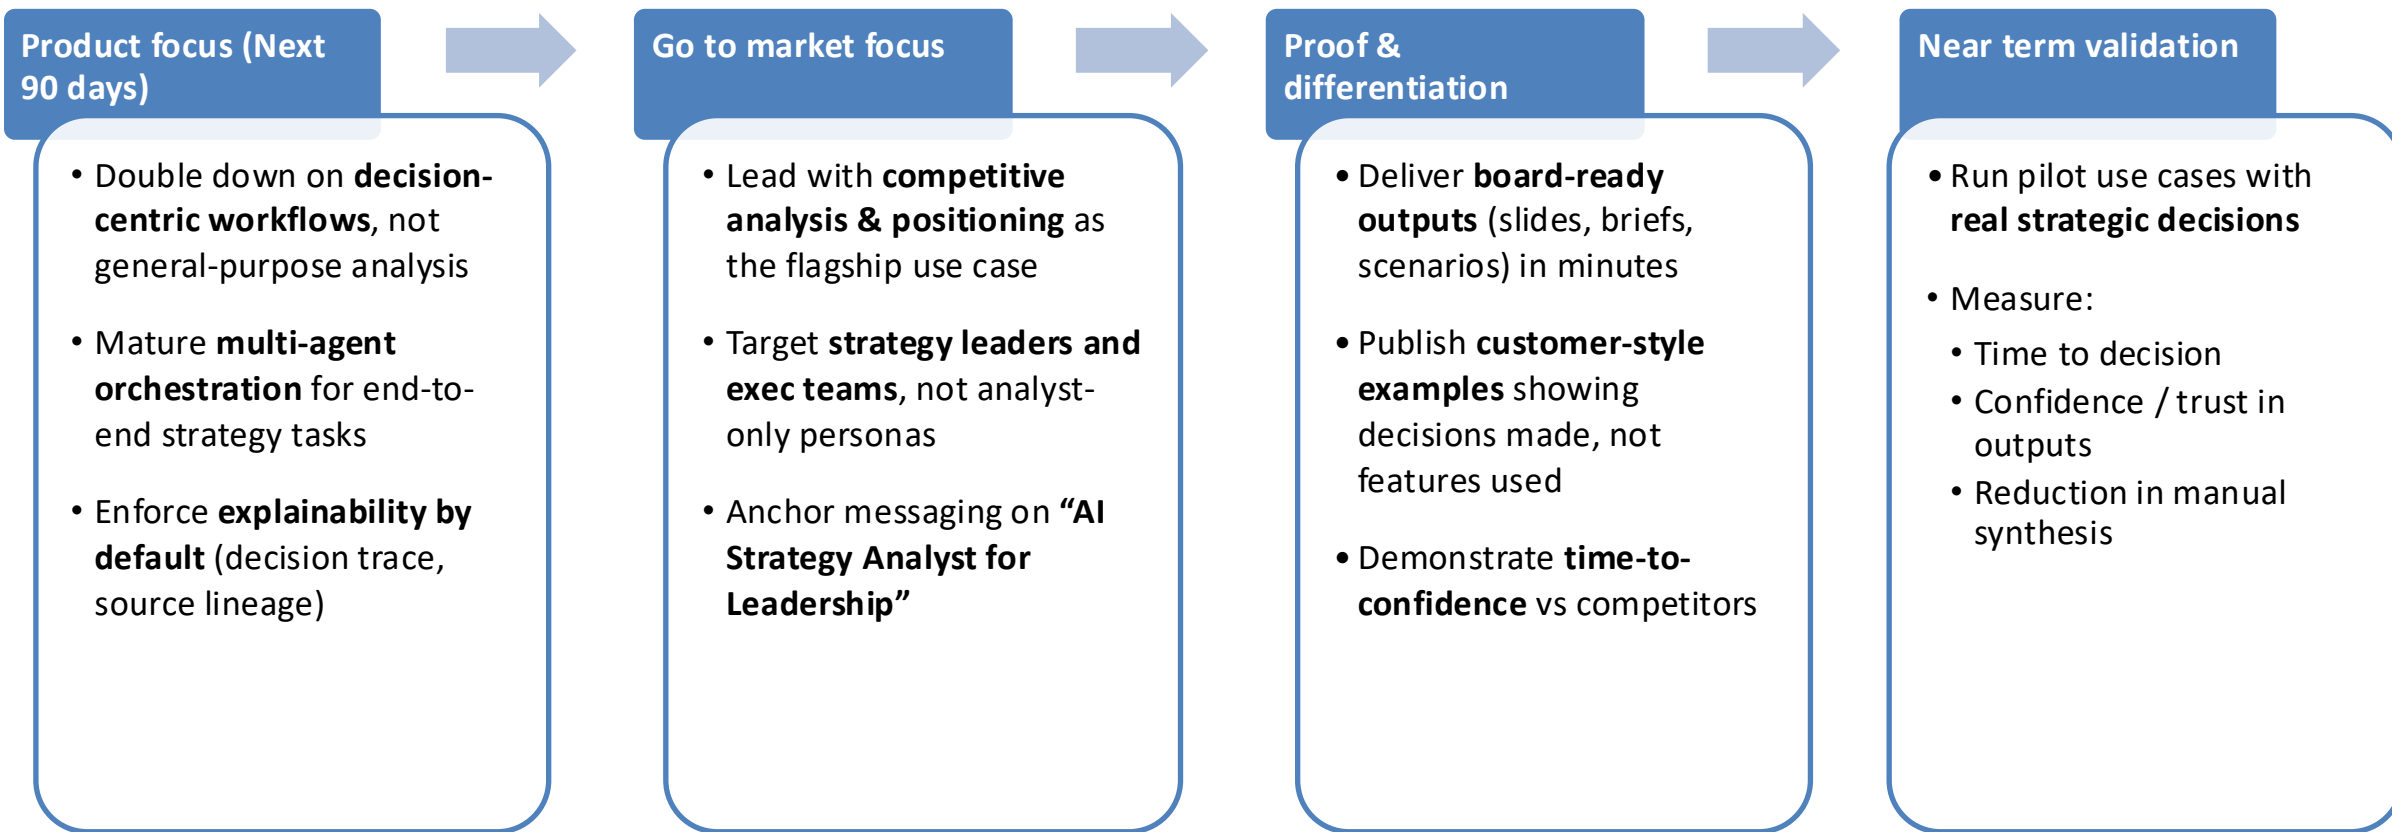 Product focus (Next
90 days)
• Double down on decision-
centric workflows, not
general-purpose analysis
• Mature multi-agent
orchestration for end-to-
end strategy tasks
• Enforce explainability by
default (decision trace,
source lineage)
Go to market focus
• Lead with competitive
analysis & positioning as
the flagship use case
• Target strategy leaders and
exec teams, not analyst-
only personas
• Anchor messaging on “AI
Strategy Analyst for
Leadership”
Proof &
differentiation
• Deliver board-ready
outputs (slides, briefs,
scenarios) in minutes
• Publish customer-style
examples showing
decisions made, not
features used
• Demonstrate time-to-
confidence vs competitors
Near term validation
• Run pilot use cases with
real strategic decisions
• Measure:
• Time to decision
• Confidence / trust in
outputs
• Reduction in manual
synthesis